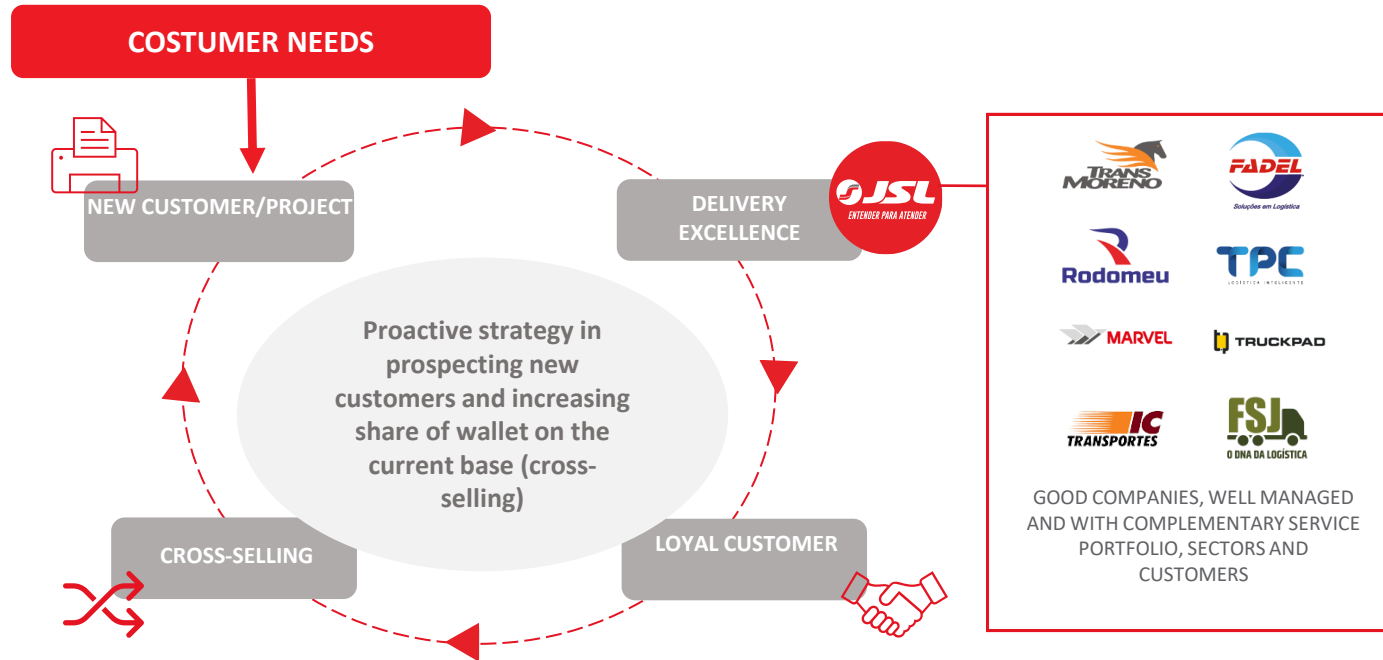 COSTUMER NEEDS
NEW CUSTOMER/PROJECT
DELIVERY
EXCELLENCE
JSL
ENTENDER PARA ATENDER
Proactive strategy in
prospecting new
customers and increasing
share of wallet on the
current base (cross-
selling)
CROSS-SELLING
LOYAL CUSTOMER
TRANS
MORENO
FADEL
Soluções em Logística
Rodomeu
TPC
LOGÍSTICA INTELIGENTE
MARVEL
TRUCKPAD
IC
TRANSPORTES
FSJ
O DNA DA LOGÍSTICA
GOOD COMPANIES, WELL MANAGED
AND WITH COMPLEMENTARY SERVICE
PORTFOLIO, SECTORS AND
CUSTOMERS